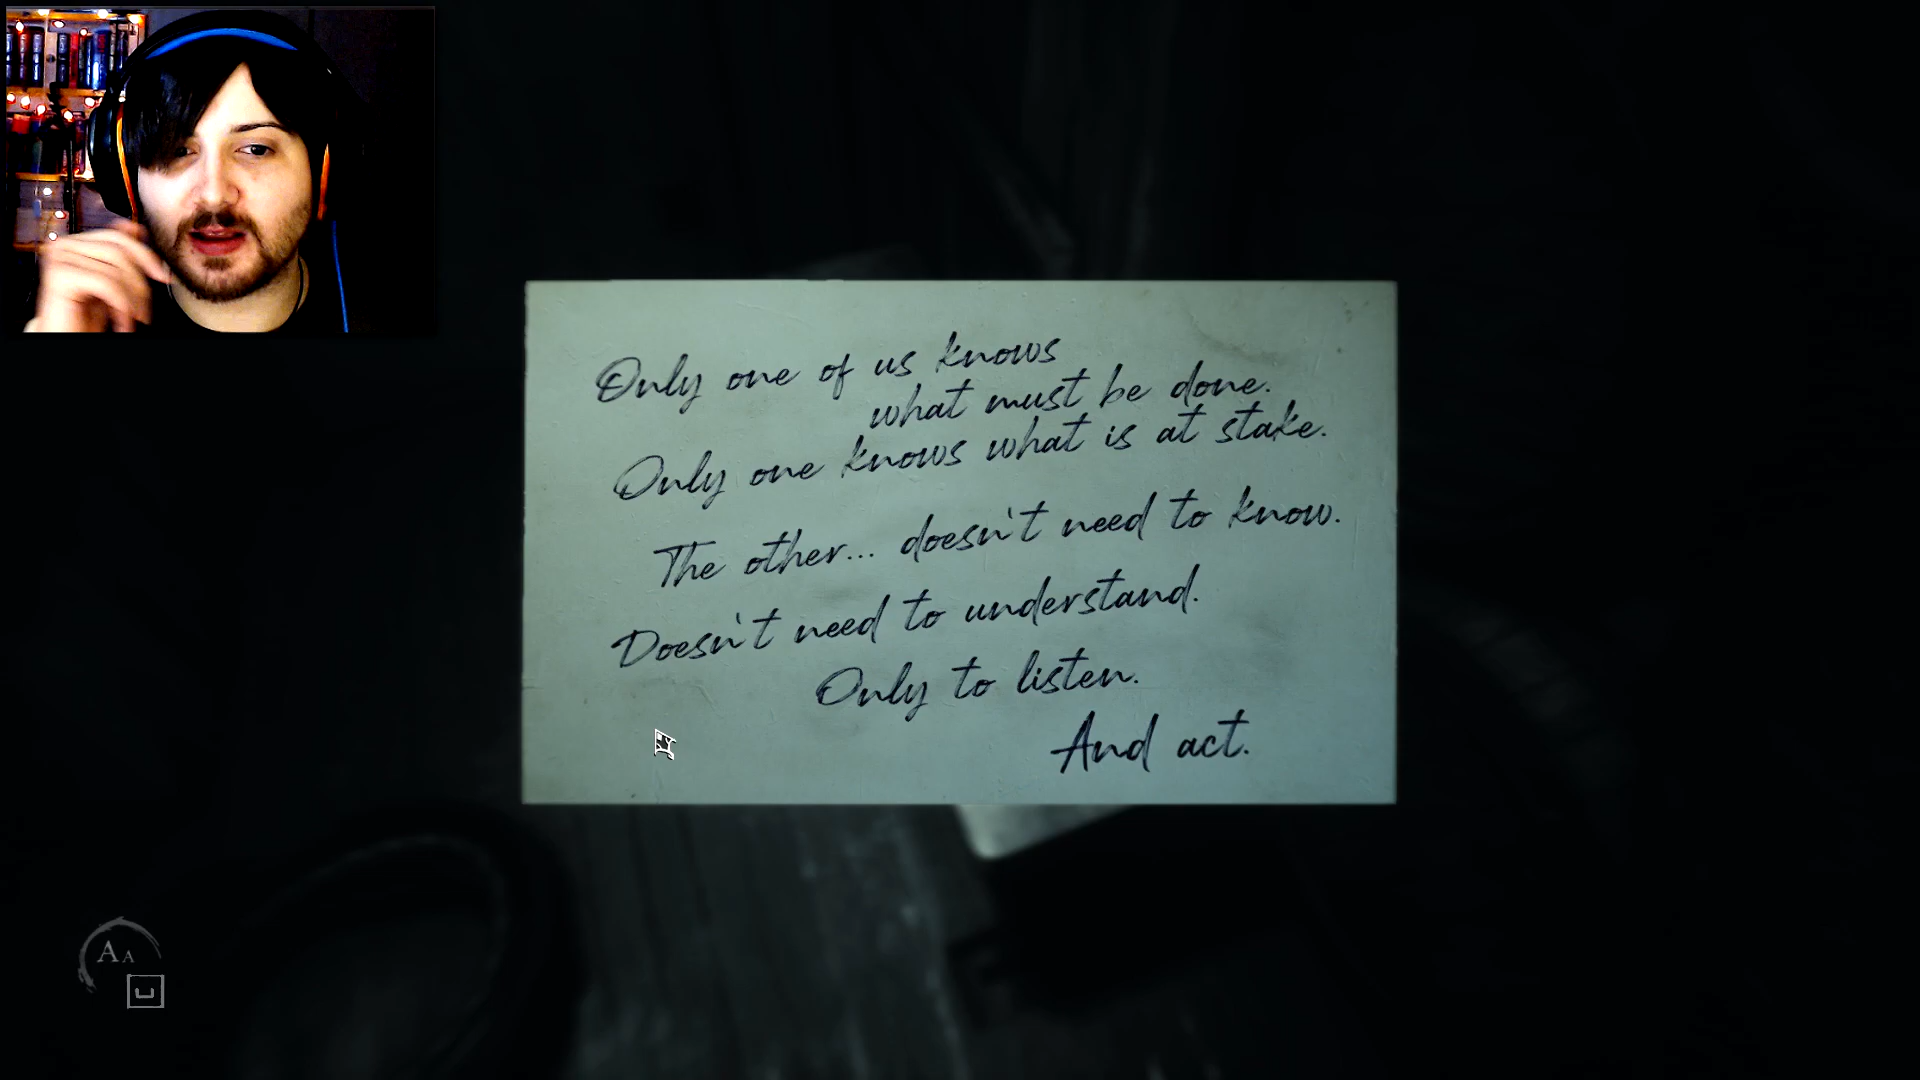 Only one of us knows
what must be done.
Only one knows what is at stake.
The other... doesn't need to know.
Doesn't need to understand.
Only to listen.
And act.
AA